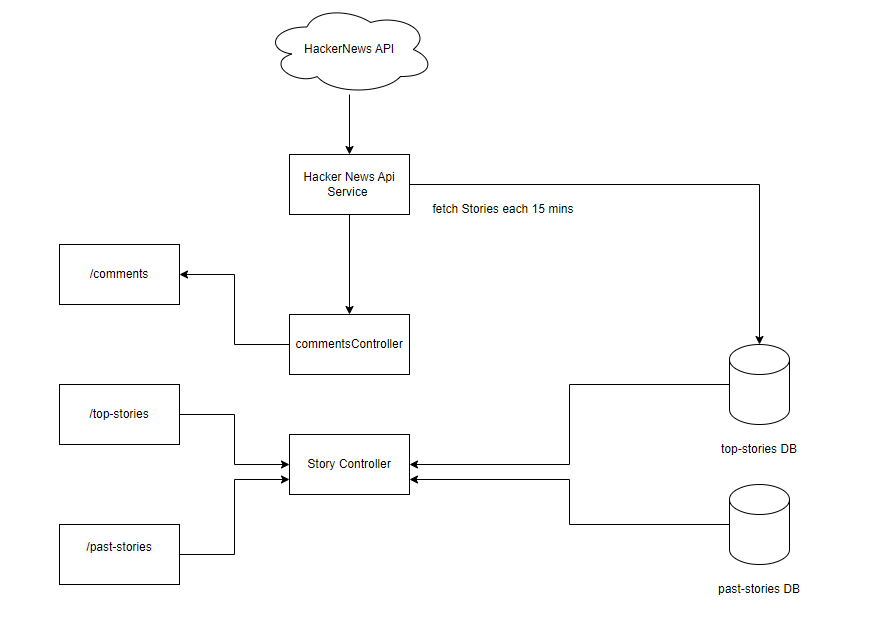 HackerNews API
Hacker News Api
Service
fetch Stories each 15 mins
/comments
commentsController
/top-stories
Story Controller
top-stories DB
/past-stories
past-stories DB